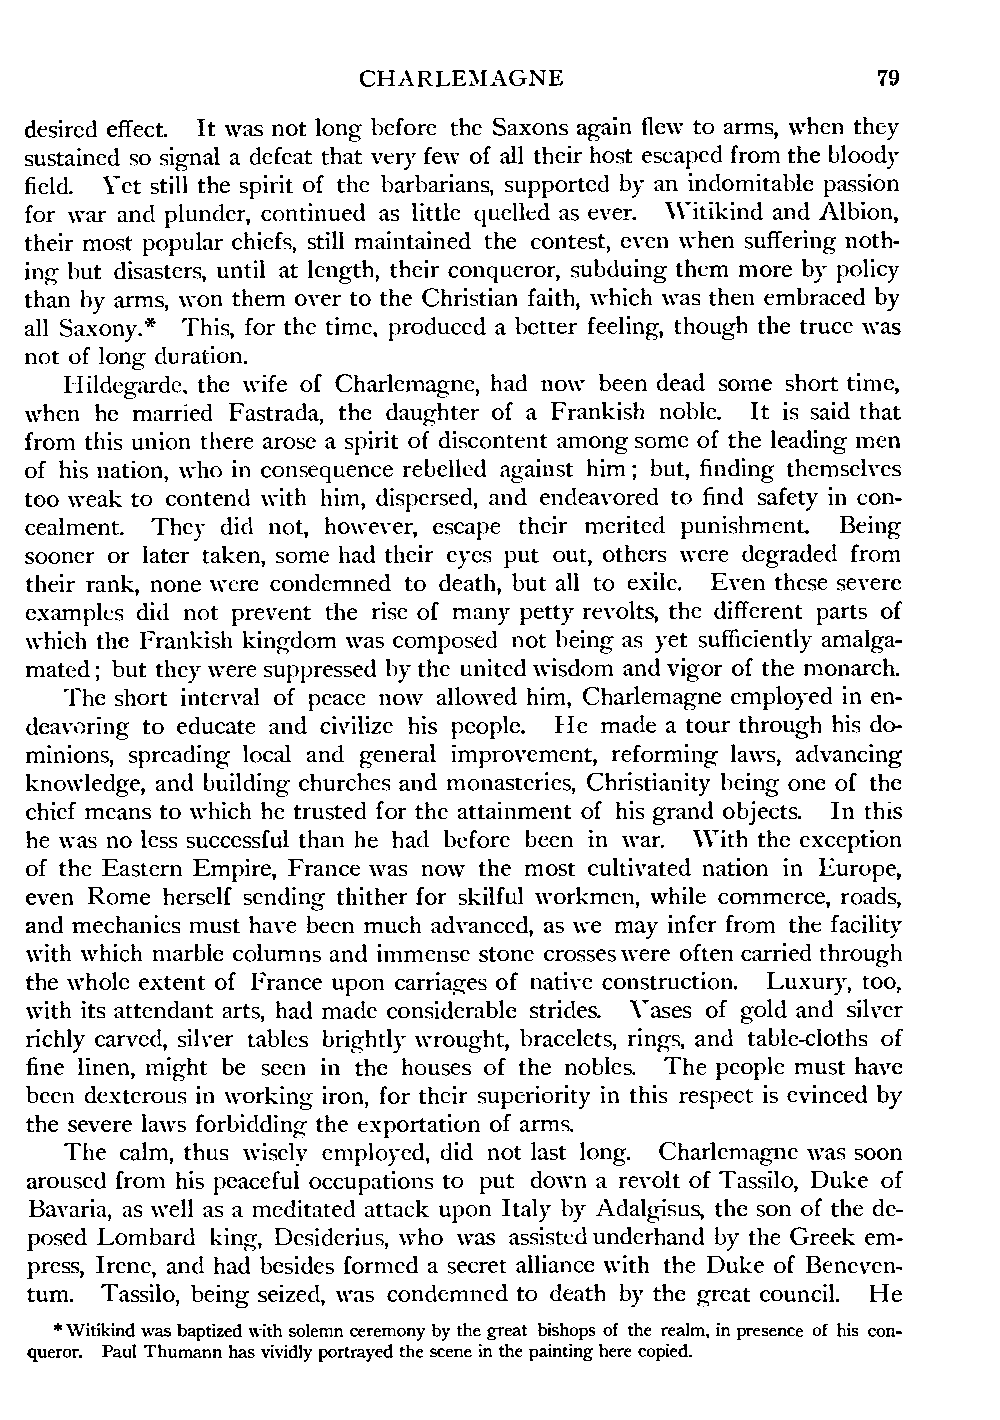 CHARLEMAGNE 79
desired effect. It was not long before the Saxons again flew to arms, when they
sustained so signal a defeat that very few of all their host escaped from the bloody
field. Yet still the spirit of the barbarians, supported by an indomitable passion
for war and plunder, continued as little quelled as ever. Witikind and Albion,
their most popular chiefs, still maintained the contest, even when suffering noth-
ing but disasters, until at length, their conqueror, subduing them more by policy
than by arms, won them over to the Christian faith, which was then embraced by
all Saxony.* This, for the time, produced a better feeling, though the truce was
not of long duration.
Hildegarde, the wife of Charlemagne, had now been dead some short time,
when he married Fastrada, the daughter of a Frankish noble. It is said that
from this union there arose a spirit of discontent among some of the leading men
of his nation, who in consequence rebelled against him; but, finding themselves
too weak to contend with him, dispersed, and endeavored to find safety in con-
cealment. They did not, however, escape their merited punishment. Being
sooner or later taken, some had their eyes put out, others were degraded from
their rank, none were condemned to death, but all to exile. Even these severe
examples did not prevent the rise of many petty revolts, the different parts of
which the Frankish kingdom was composed not being as yet sufficiently amalga-
mated; but they were suppressed by the united wisdom and vigor of the monarch.
The short interval of peace now allowed him, Charlemagne employed in en-
deavoring to educate and civilize his people. He made a tour through his do-
minions, spreading local and general improvement, reforming laws, advancing
knowledge, and building churches and monasteries, Christianity being one of the
chief means to which he trusted for the attainment of his grand objects. In this
he was no less successful than he had before been in war. With the exception
of the Eastern Empire, France was now the most cultivated nation in Europe,
even Rome herself sending thither for skilful workmen, while commerce, roads,
and mechanics must have been much advanced, as we may infer from the facility
with which marble columns and immense stone crosses were often carried through
the whole extent of France upon carriages of native construction. Luxury, too,
with its attendant arts, had made considerable strides. Vases of gold and silver
richly carved, silver tables brightly wrought, bracelets, rings, and table-cloths of
fine linen, might be seen in the houses of the nobles. The people must have
been dexterous in working iron, for their superiority in this respect is evinced by
the severe laws forbidding the exportation of arms.
The calm, thus wisely employed, did not last long. Charlemagne was soon
aroused from his peaceful occupations to put down a revolt of Tassilo, Duke of
Bavaria, as well as a meditated attack upon Italy by Adalgisus, the son of the de-
posed Lombard king, Desiderius, who was assisted underhand by the Greek em-
press, Irene, and had besides formed a secret alliance with the Duke of Beneven-
tum. Tassilo, being seized, was condemned to death by the great council. He
* Witikind was baptized with solemn ceremony by the great bishops of the realm, in presence of his con-
queror. Paul Thumann has vividly portrayed the scene in the painting here copied.